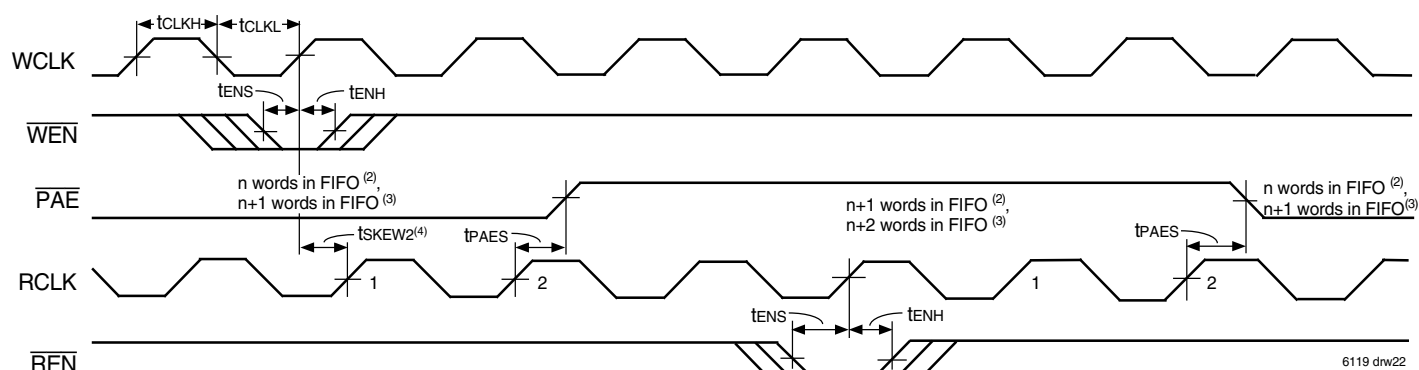 tCLKH tCLKL
WCLK
tENS tENH
WEN
PAE
n words in FIFO (2),
n+1 words in FIFO (3)
n+1 words in FIFO (2),
n+2 words in FIFO (3)
n words in FIFO (2),
n+1 words in FIFO(3)
tSKEW2(4) tPAES tPAES
RCLK 1 2 1 2
tENS tENH
REN
6119 drw22